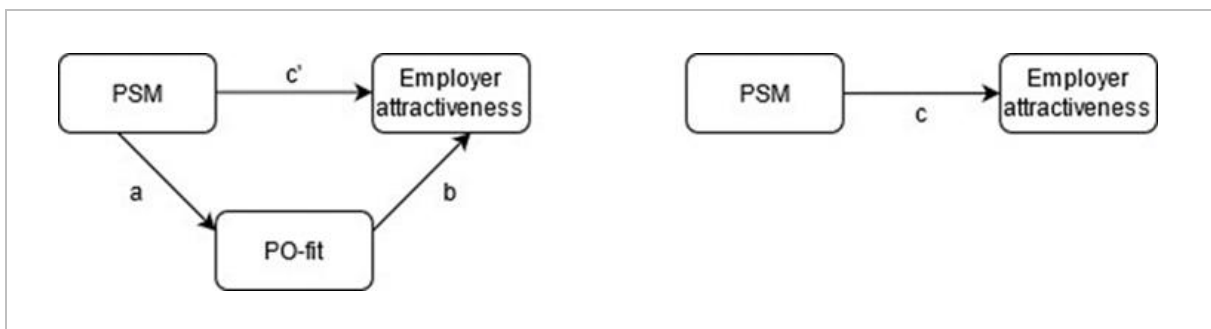 PSM
c'
Employer
attractiveness
a
b
PO-fit
PSM
c
Employer
attractiveness